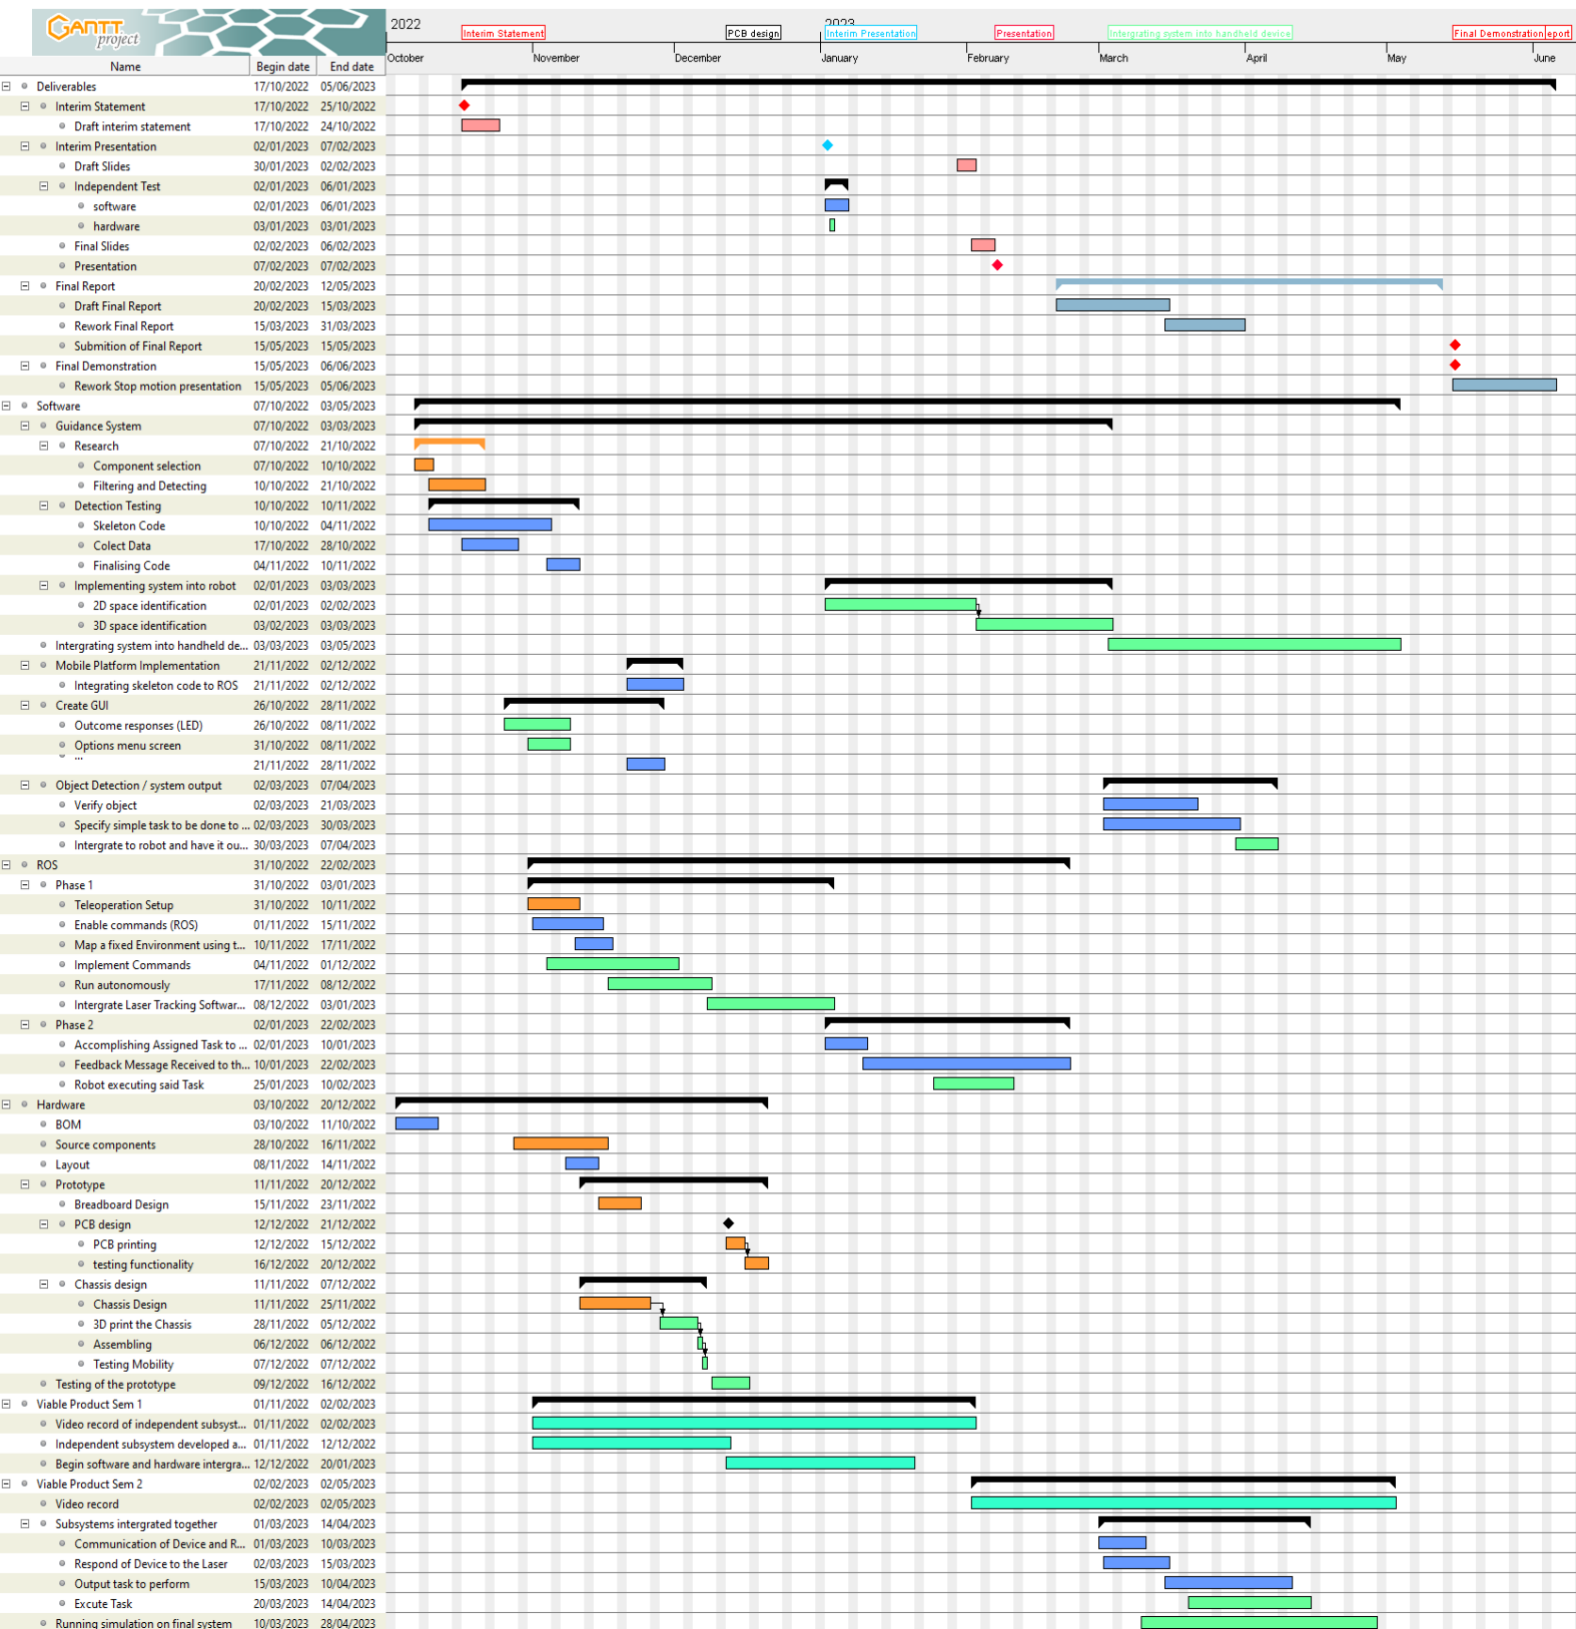 GANTT
project
2022
2023
Interim Statement
PCB design
Interim Presentation
Presentation
Intergrating system into handheld device
Final Demonstration
eport
October
November
December
January
February
March
April
May
June
Name Begin date End date
Deliverables 17/10/2022 05/06/2023
Interim Statement 17/10/2022 25/10/2022
Draft interim statement 17/10/2022 24/10/2022
Interim Presentation 02/01/2023 07/02/2023
Draft Slides 30/01/2023 02/02/2023
Independent Test 02/01/2023 06/01/2023
software 02/01/2023 06/01/2023
hardware 03/01/2023 03/01/2023
Final Slides 02/02/2023 06/02/2023
Presentation 07/02/2023 07/02/2023
Final Report 20/02/2023 12/05/2023
Draft Final Report 20/02/2023 15/03/2023
Rework Final Report 15/03/2023 31/03/2023
Submition of Final Report 15/05/2023 15/05/2023
Final Demonstration 15/05/2023 06/06/2023
Rework Stop motion presentation 15/05/2023 05/06/2023
Software 07/10/2022 03/05/2023
Guidance System 07/10/2022 03/03/2023
Research 07/10/2022 21/10/2022
Component selection 07/10/2022 10/10/2022
Filtering and Detecting 10/10/2022 21/10/2022
Detection Testing 10/10/2022 10/11/2022
Skeleton Code 10/10/2022 04/11/2022
Colect Data 17/10/2022 28/10/2022
Finalising Code 04/11/2022 10/11/2022
Implementing system into robot 02/01/2023 03/03/2023
2D space identification 02/01/2023 02/02/2023
3D space identification 03/02/2023 03/03/2023
Intergrating system into handheld de... 03/03/2023 03/05/2023
Mobile Platform Implementation 21/11/2022 02/12/2022
Integrating skeleton code to ROS 21/11/2022 02/12/2022
Create GUI 26/10/2022 28/11/2022
Outcome responses (LED) 26/10/2022 08/11/2022
Options menu screen 31/10/2022 08/11/2022
... 21/11/2022 28/11/2022
Object Detection / system output 02/03/2023 07/04/2023
Verify object 02/03/2023 21/03/2023
Specify simple task to be done to ... 02/03/2023 30/03/2023
Intergrate to robot and have it ou... 30/03/2023 07/04/2023
ROS 31/10/2022 22/02/2023
Phase 1 31/10/2022 03/01/2023
Teleoperation Setup 31/10/2022 10/11/2022
Enable commands (ROS) 01/11/2022 15/11/2022
Map a fixed Environment using t... 10/11/2022 17/11/2022
Implement Commands 04/11/2022 01/12/2022
Run autonomously 17/11/2022 08/12/2022
Intergrate Laser Tracking Softwar... 08/12/2022 03/01/2023
Phase 2 02/01/2023 22/02/2023
Accomplishing Assigned Task to ... 02/01/2023 10/01/2023
Feedback Message Received to th... 10/01/2023 22/02/2023
Robot executing said Task 25/01/2023 10/02/2023
Hardware 03/10/2022 20/12/2022
BOM 03/10/2022 11/10/2022
Source components 28/10/2022 16/11/2022
Layout 08/11/2022 14/11/2022
Prototype 11/11/2022 20/12/2022
Breadboard Design 15/11/2022 23/11/2022
PCB design 12/12/2022 21/12/2022
PCB printing 12/12/2022 15/12/2022
testing functionality 16/12/2022 20/12/2022
Chassis design 11/11/2022 07/12/2022
Chassis Design 11/11/2022 25/11/2022
3D print the Chassis 28/11/2022 05/12/2022
Assembling 06/12/2022 06/12/2022
Testing Mobility 07/12/2022 07/12/2022
Testing of the prototype 09/12/2022 16/12/2022
Viable Product Sem 1 01/11/2022 02/02/2023
Video record of independent subsyst... 01/11/2022 02/02/2023
Independent subsystem developed a... 01/11/2022 12/12/2022
Begin software and hardware intergra... 12/12/2022 20/01/2023
Viable Product Sem 2 02/02/2023 02/05/2023
Video record 02/02/2023 02/05/2023
Subsystems intergrated together 01/03/2023 14/04/2023
Communication of Device and R... 01/03/2023 10/03/2023
Respond of Device to the Laser 02/03/2023 15/03/2023
Output task to perform 15/03/2023 10/04/2023
Excute Task 20/03/2023 14/04/2023
Running simulation on final system 10/03/2023 28/04/2023